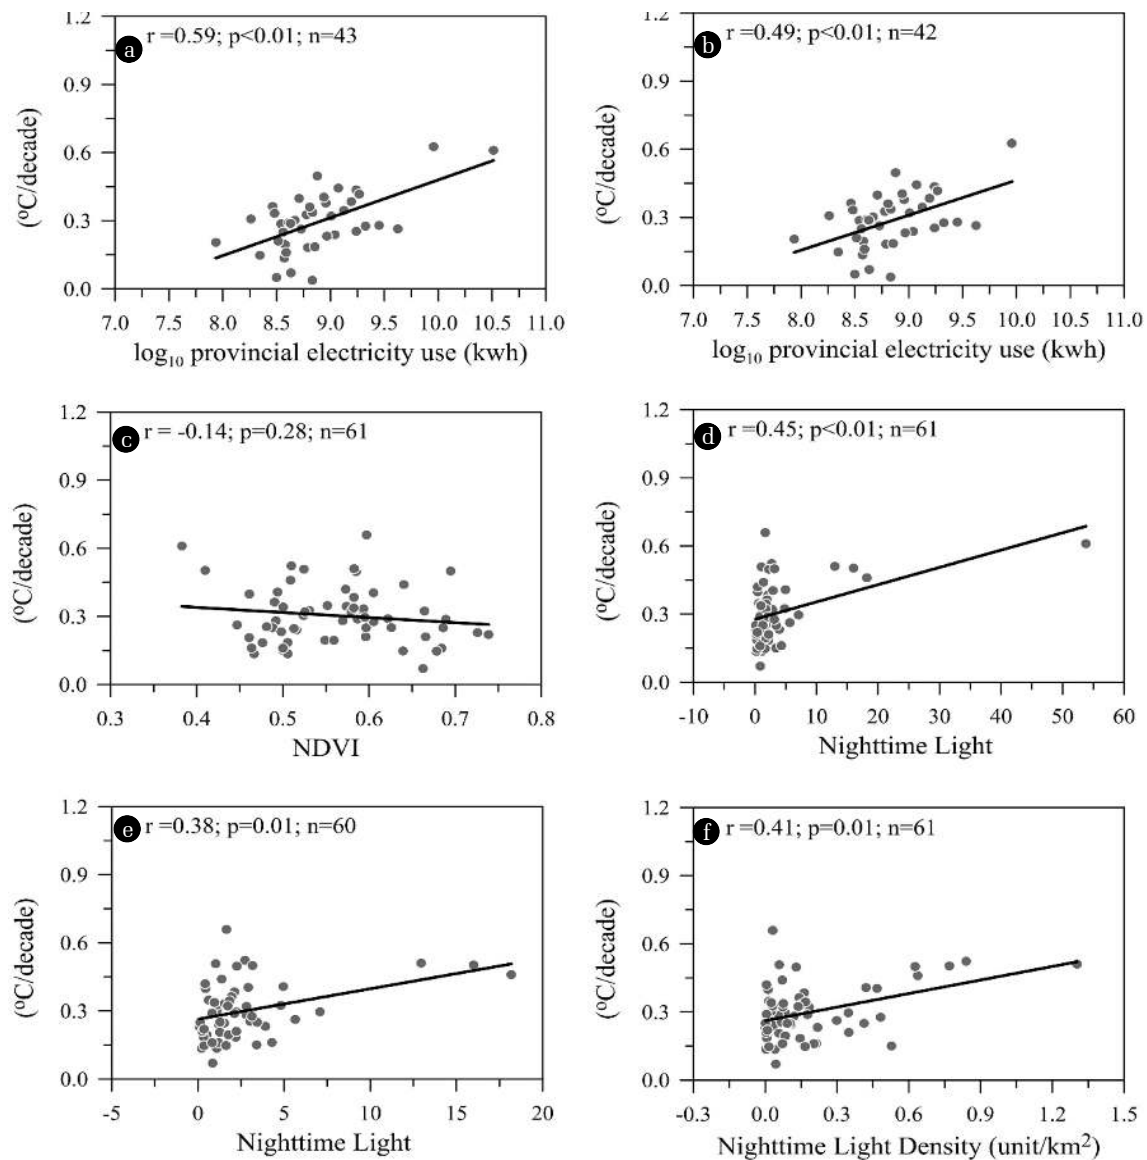 1.2
a r =0.59; p<0.01; n=43
0.9
0.6
0.3
0.0
(ºC/decade)
7.0 7.5 8.0 8.5 9.0 9.5 10.0 10.5 11.0
log₁₀ provincial electricity use (kwh)
1.2
b r =0.49; p<0.01; n=42
0.9
0.6
0.3
0.0
(ºC/decade)
7.0 7.5 8.0 8.5 9.0 9.5 10.0 10.5 11.0
log₁₀ provincial electricity use (kwh)
1.2
c r = -0.14; p=0.28; n=61
0.9
0.6
0.3
0.0
(ºC/decade)
0.3 0.4 0.5 0.6 0.7 0.8
NDVI
1.2
d r =0.45; p<0.01; n=61
0.9
0.6
0.3
0.0
(ºC/decade)
-10 0 10 20 30 40 50 60
Nighttime Light
1.2
e r =0.38; p=0.01; n=60
0.9
0.6
0.3
0.0
(ºC/decade)
-5 0 5 10 15 20
Nighttime Light
1.2
f r =0.41; p=0.01; n=61
0.9
0.6
0.3
0.0
(ºC/decade)
-0.3 0.0 0.3 0.6 0.9 1.2 1.5
Nighttime Light Density (unit/km²)